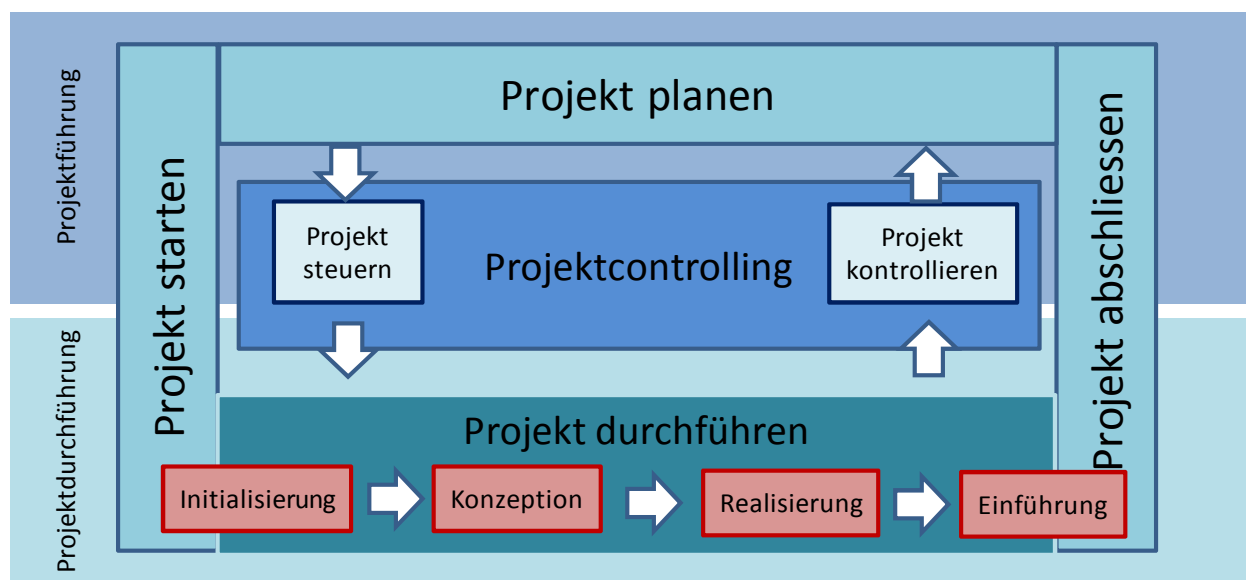 Projektführung
Projekt starten
Projekt planen
Projekt
steuern
Projektcontrolling
Projekt
kontrollieren
Projekt abschliessen
Projektdurchführung
Projekt durchführen
Initialisierung
Konzeption
Realisierung
Einführung